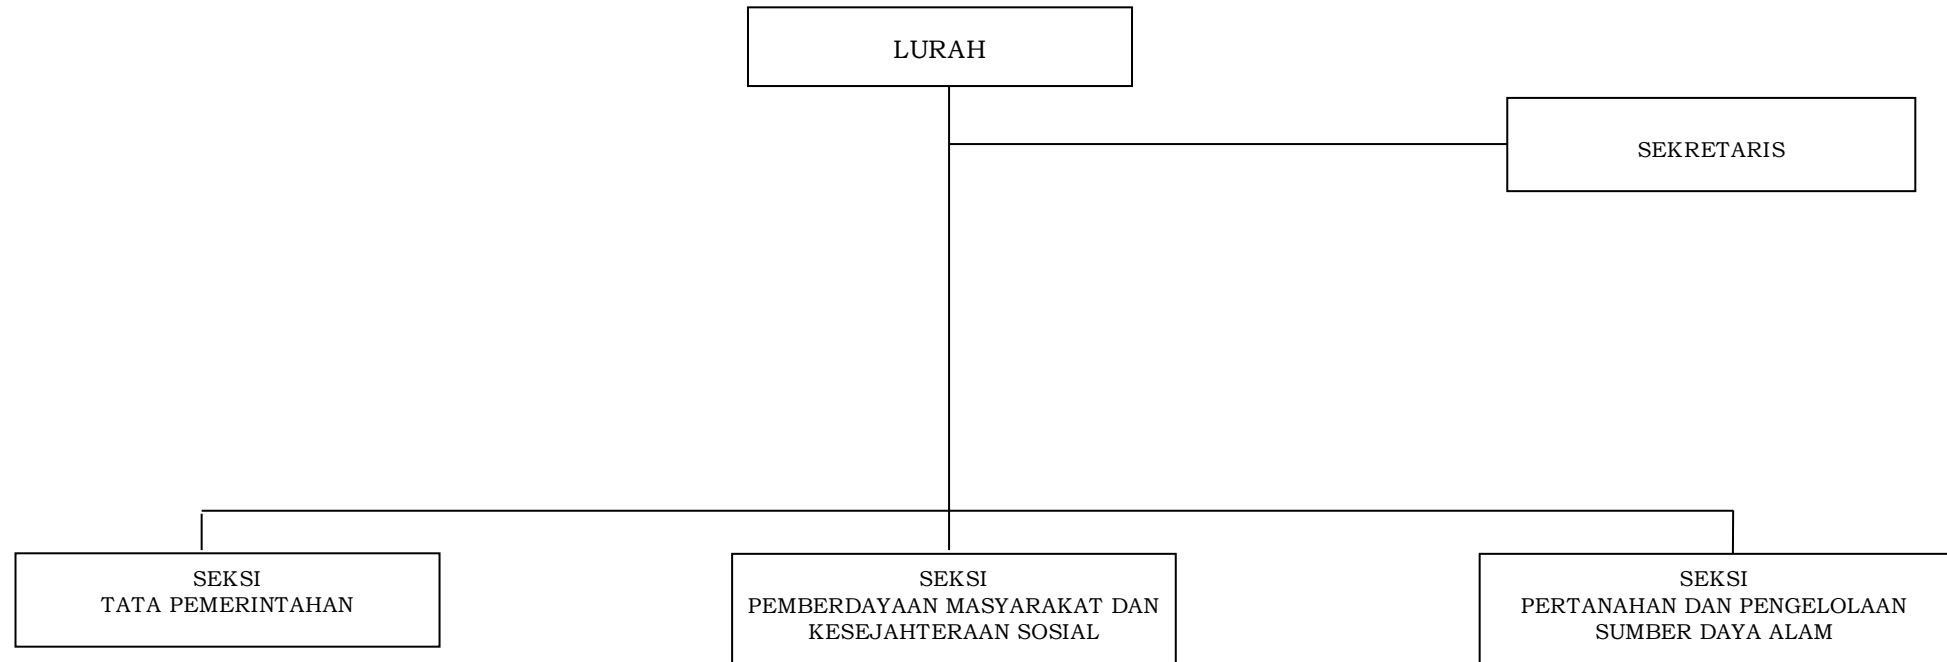 LURAH
SEKRETARIS
SEKSI
TATA PEMERINTAHAN
SEKSI
PEMBERDAYAAN MASYARAKAT DAN
KESEJAHTERAAN SOSIAL
SEKSI
PERTANAHAN DAN PENGELOLAAN
SUMBER DAYA ALAM